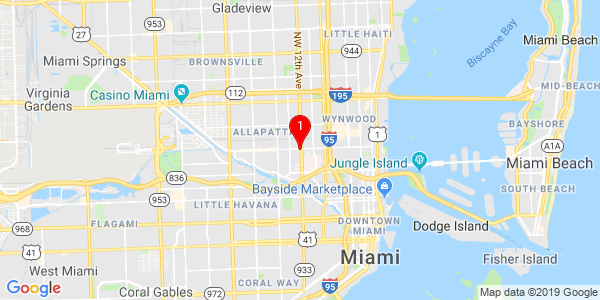 27
953
Gladeview
NW 12th Ave
LITTLE HAITI
944
Biscayne Bay
Miami Beach
Miami Springs
BROWNSVILLE
Virginia
Gardens
Casino Miami
112
195
MID-BEACH
WYNWOOD
ALLAPATTA
1
95
1
BAYSHORE
A1A
Jungle Island
Miami Beach
836
953
Bayside Marketplace
SOUTH BEACH
LITTLE HAVANA
968
FLAGAMI
DOWNTOWN
MIAMI
Dodge Island
41
41
Miami
Fisher Island
West Miami
933
CORAL WAY
95
Google
Coral Gables
Map data ©2019 Google